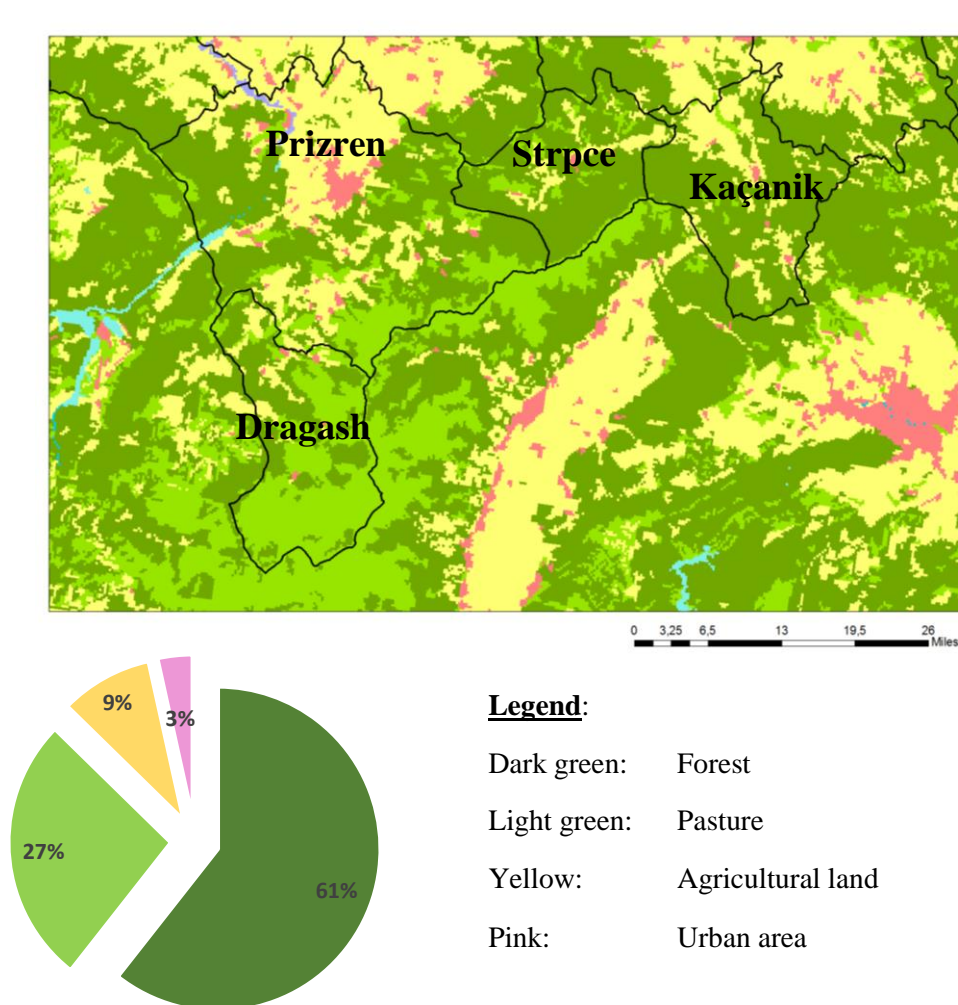 Prizren
Strpce
Kaçanik
Dragash
0 3,25 6,5 13 19,5 26
Miles
9%
3%
27%
61%
Legend:
Dark green: Forest
Light green: Pasture
Yellow: Agricultural land
Pink: Urban area